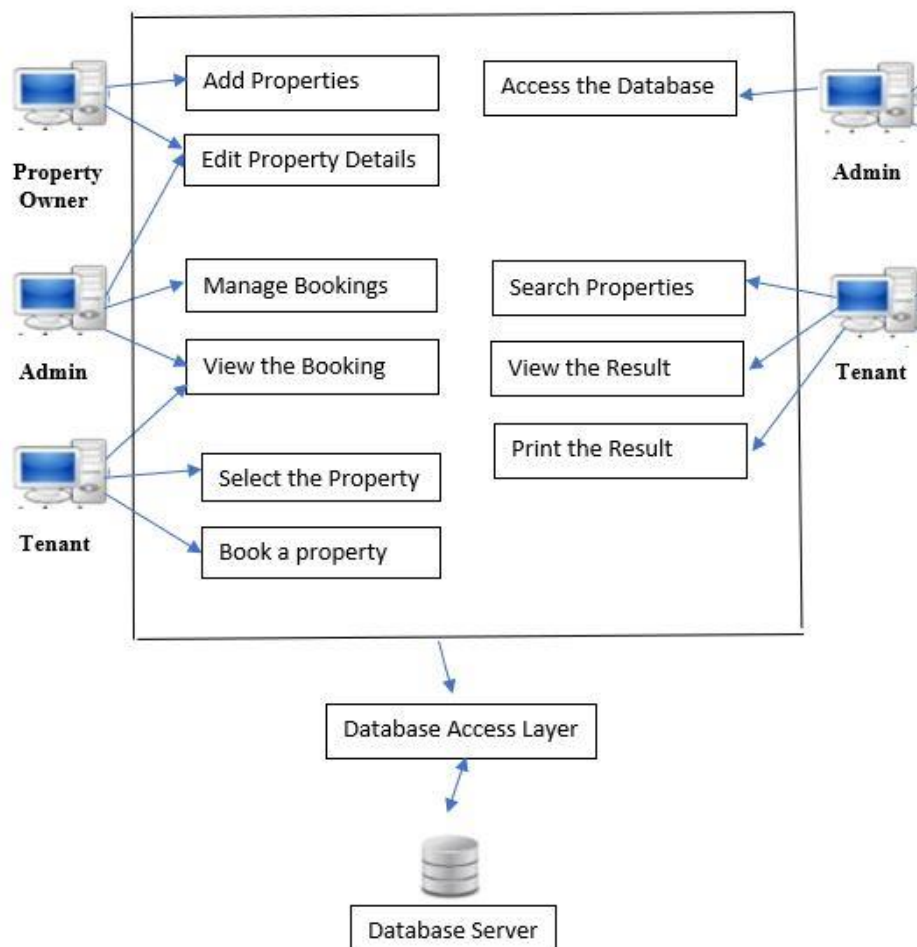 Add Properties
Access the Database
Edit Property Details
Property
Owner
Admin
Manage Bookings
Search Properties
View the Booking
View the Result
Admin
Tenant
Print the Result
Select the Property
Tenant
Book a property
Database Access Layer
Database Server